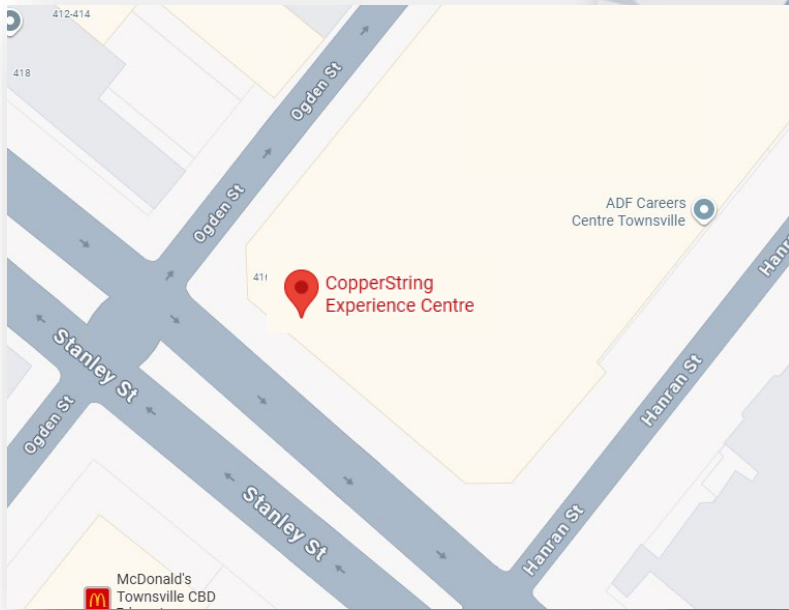 412-414
418
Ogden St
Ogden St
ADF Careers
Centre Townsville
CopperString
Experience Centre
Hanran St
Stanley St
Ogden St
Stanley St
Hanran St
McDonald's
Townsville CBD